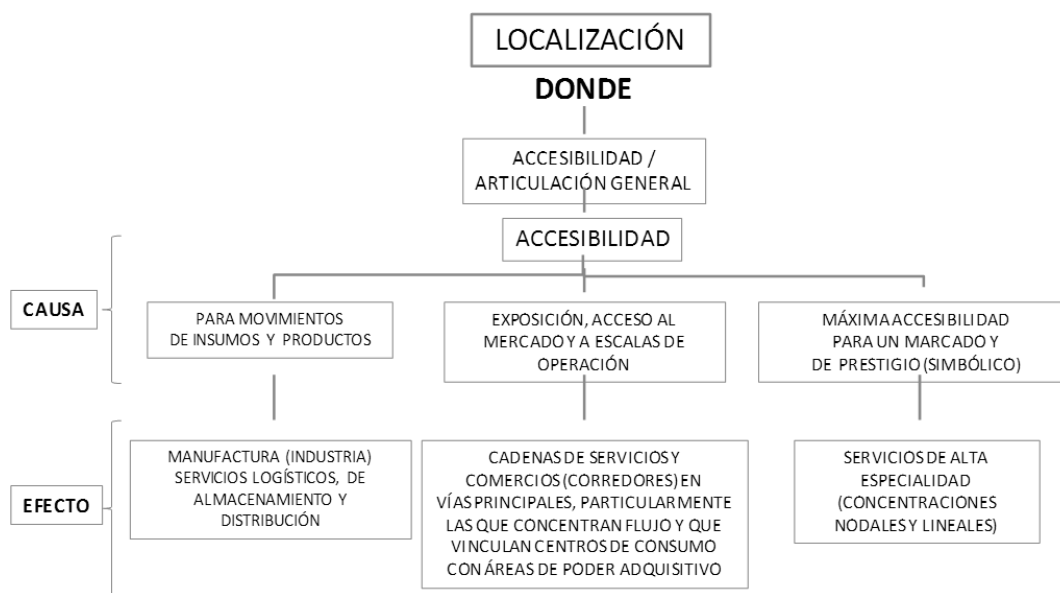 LOCALIZACIÓN
DONDE
ACCESIBILIDAD /
ARTICULACIÓN GENERAL
ACCESIBILIDAD
CAUSA
PARA MOVIMIENTOS
DE INSUMOS Y PRODUCTOS
EXPOSICIÓN, ACCESO AL
MERCADO Y A ESCALAS DE
OPERACIÓN
MÁXIMA ACCESIBILIDAD
PARA UN MARCADO Y
DE PRESTIGIO (SIMBÓLICO)
EFECTO
MANUFACTURA (INDUSTRIA)
SERVICIOS LOGÍSTICOS, DE
ALMACENAMIENTO Y
DISTRIBUCIÓN
CADENAS DE SERVICIOS Y
COMERCIOS (CORREDORES) EN
VÍAS PRINCIPALES, PARTICULARMENTE
LAS QUE CONCENTRAN FLUJO Y QUE
VINCULAN CENTROS DE CONSUMO
CON ÁREAS DE PODER ADQUISITIVO
SERVICIOS DE ALTA
ESPECIALIDAD
(CONCENTRACIONES
NODALES Y LINEALES)